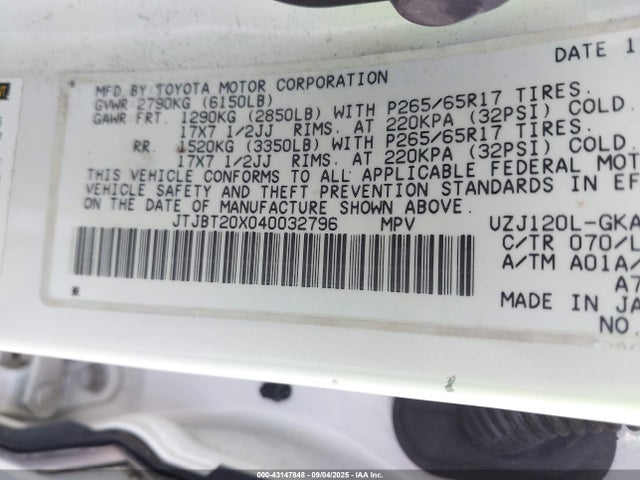 DATE 1
MFD. BY: TOYOTA MOTOR CORPORATION
GVWR: 2790KG (6150LB)
GAWR: FRT. 1290KG (2850LB) WITH P265/65R17 TIRES.
17X7 1/2JJ RIMS. AT 220KPA (32PSI) COLD.
RR. 1520KG (3350LB) WITH P265/65R17 TIRES.
17X7 1/2JJ RIMS. AT 220KPA (32PSI) COLD.
THIS VEHICLE CONFORMS TO ALL APPLICABLE FEDERAL MOT
VEHICLE SAFETY AND THEFT PREVENTION STANDARDS IN EF
ON THE DATE OF MANUFACTURE SHOWN ABOVE.
JTJBT20X040032796 MPV UZJ120L-GKA
C/TR 070/L
A/TM A01A/
A7
MADE IN JA
NO.
*
000-43147848 - 09/04/2025 - IAA Inc.